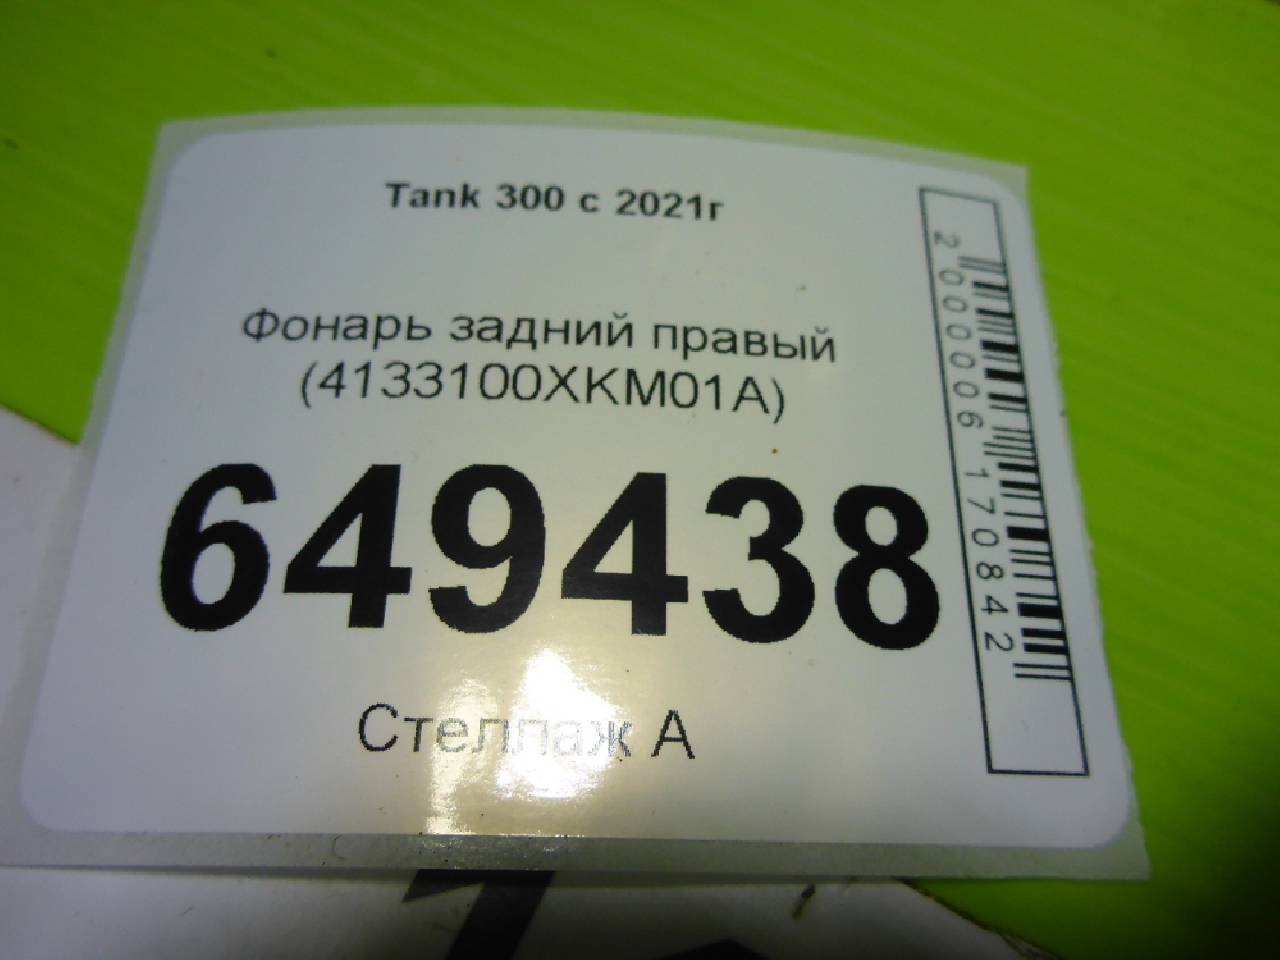 Tank 300 с 2021г
Фонарь задний правый
(4133100XKM01A)
649438
Стеллаж А
2000006170842